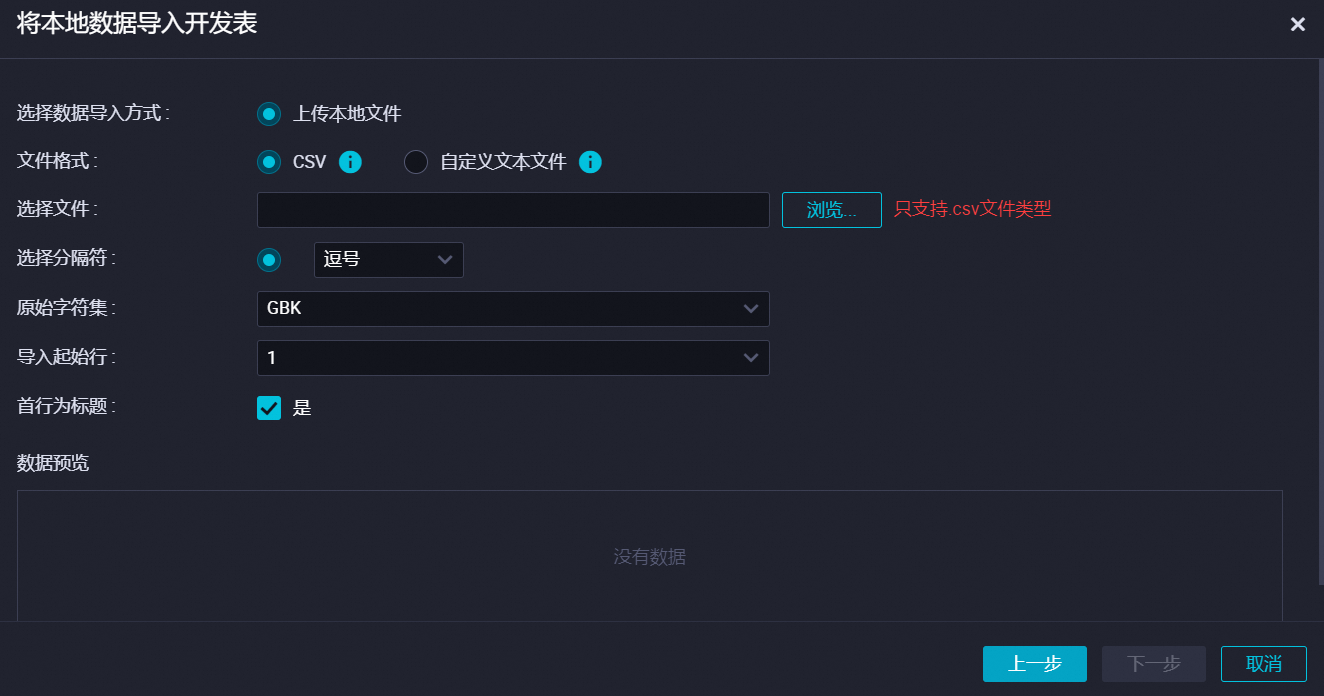 将本地数据导入开发表
选择数据导入方式 : 上传本地文件
文件格式 : CSV 自定义文本文件
选择文件 : 浏览... 只支持.csv文件类型
选择分隔符 : 逗号
原始字符集 : GBK
导入起始行 : 1
首行为标题 : 是
数据预览
没有数据
上一步 下一步 取消